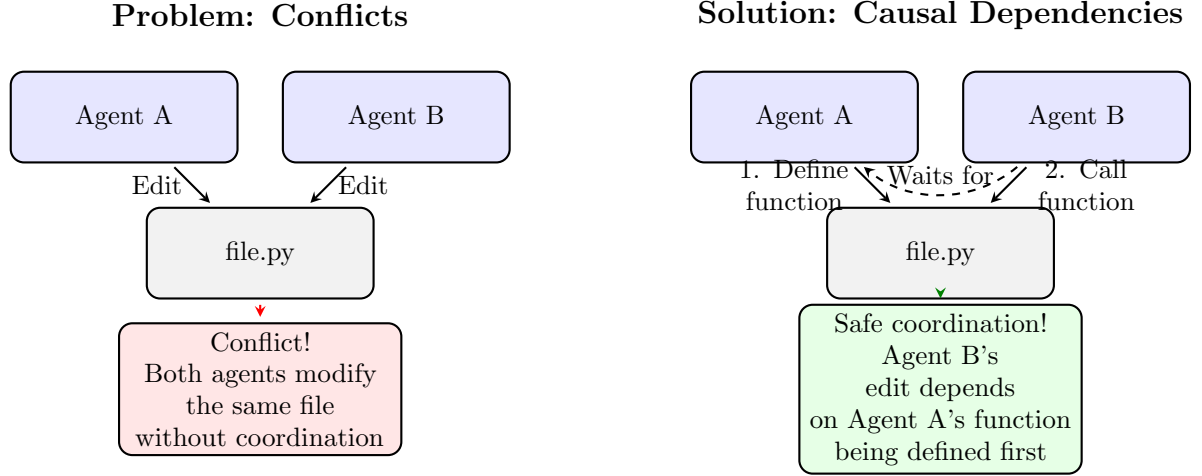 Problem: Conflicts
Agent A
Agent B
Edit
Edit
file.py
Conflict!
Both agents modify
the same file
without coordination
Solution: Causal Dependencies
Agent A
Agent B
1. Define
function
Waits for
2. Call
function
file.py
Safe coordination!
Agent B's
edit depends
on Agent A's function
being defined first